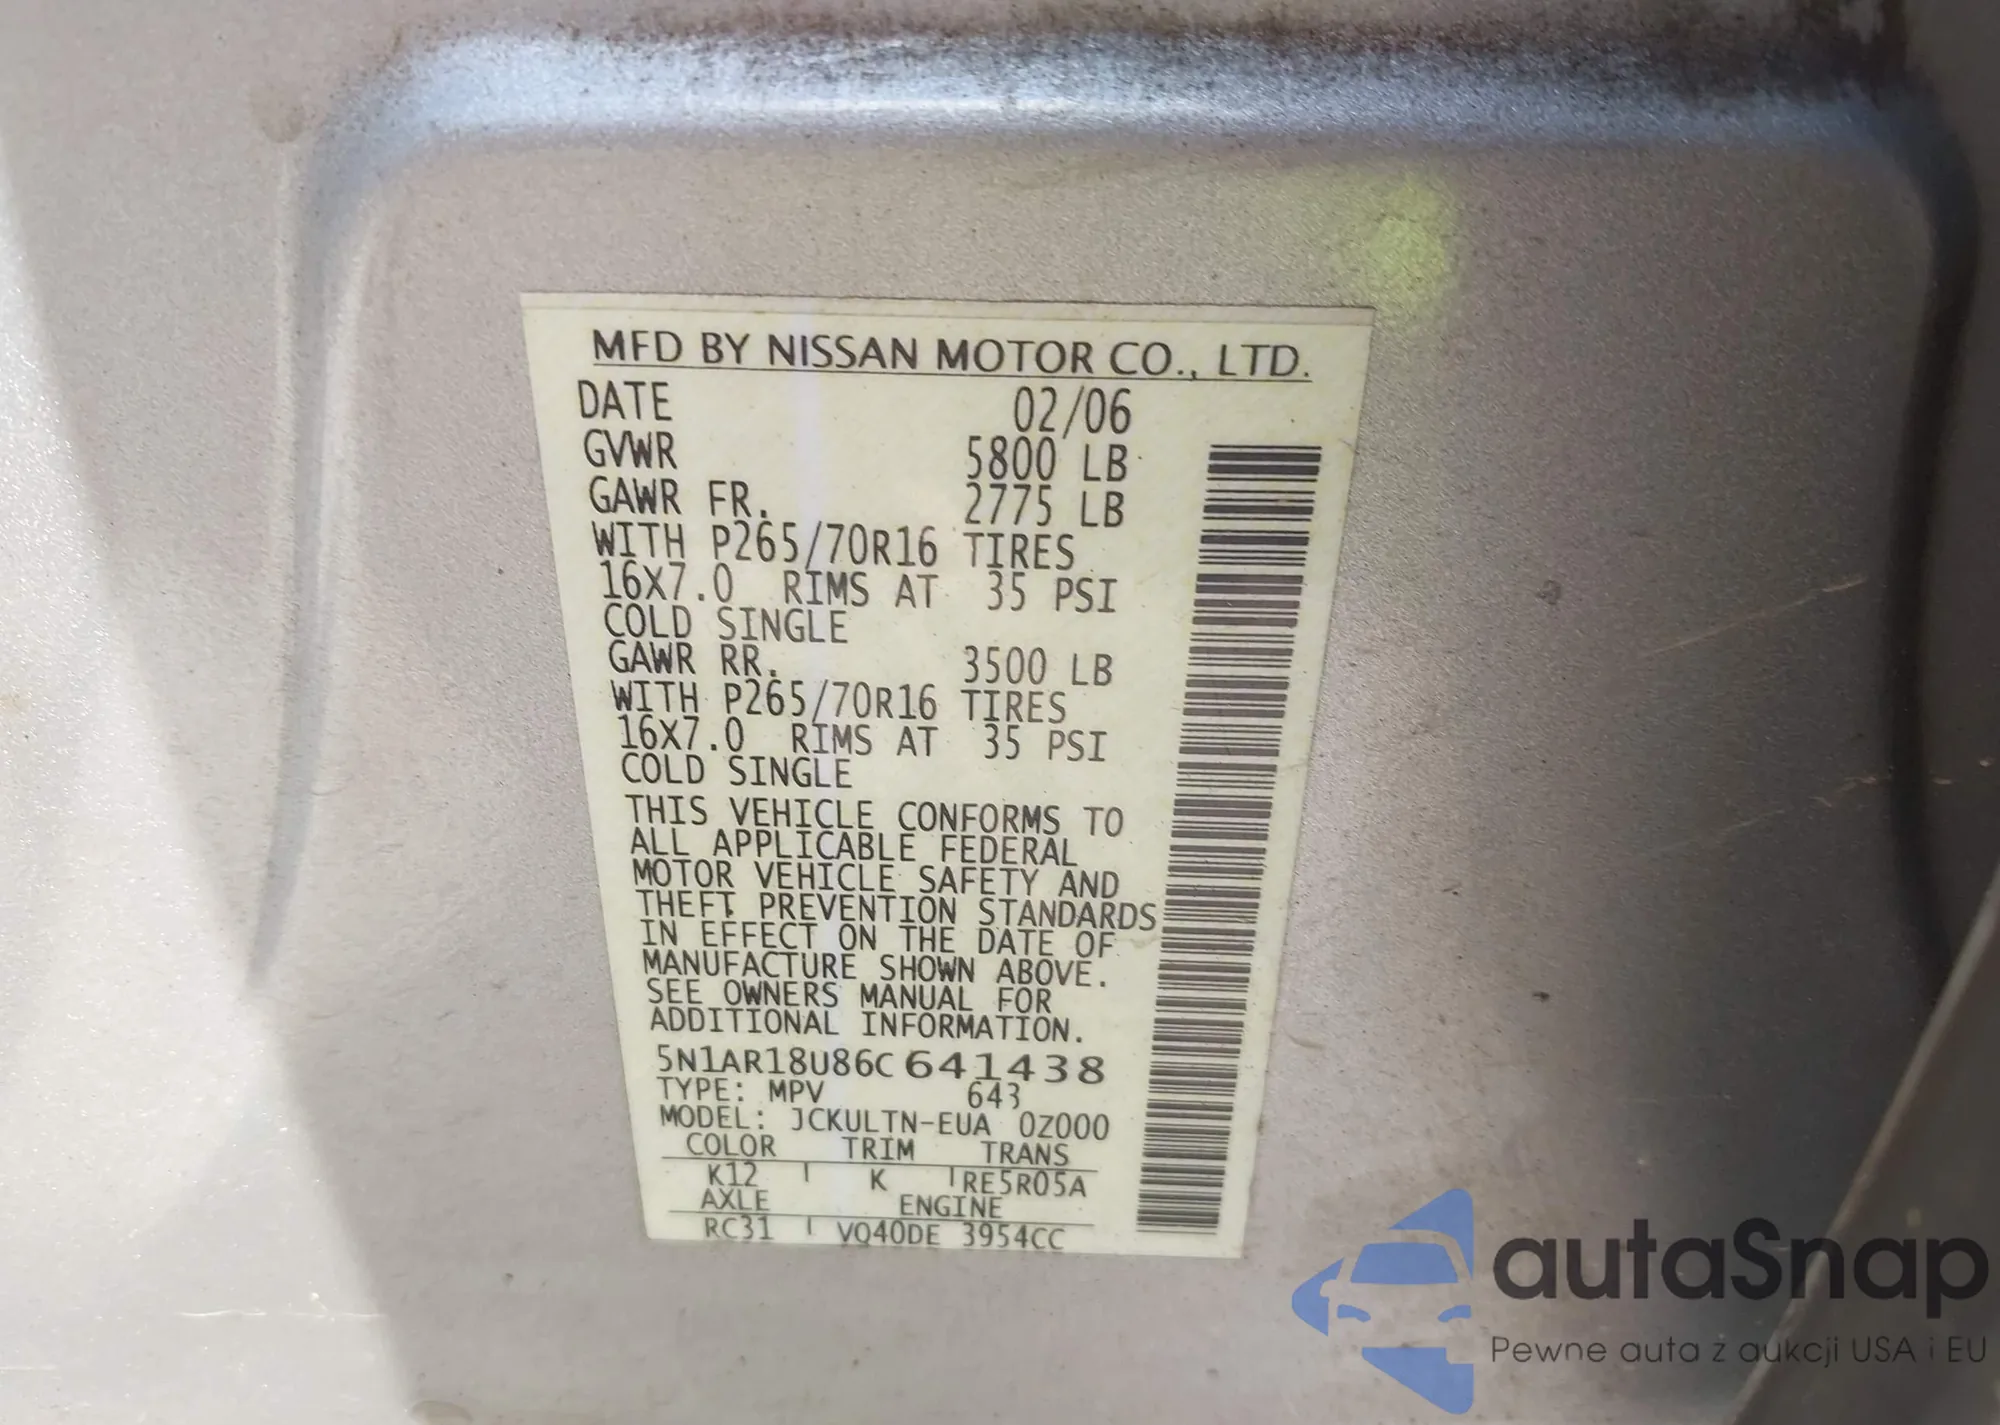 MFD BY NISSAN MOTOR CO., LTD.
DATE 02/06
GVWR 5800 LB
GAWR FR. 2775 LB
WITH P265/70R16 TIRES
16X7.0 RIMS AT 35 PSI
COLD SINGLE
GAWR RR. 3500 LB
WITH P265/70R16 TIRES
16X7.0 RIMS AT 35 PSI
COLD SINGLE
THIS VEHICLE CONFORMS TO
ALL APPLICABLE FEDERAL
MOTOR VEHICLE SAFETY AND
THEFT PREVENTION STANDARDS
IN EFFECT ON THE DATE OF
MANUFACTURE SHOWN ABOVE.
SEE OWNERS MANUAL FOR
ADDITIONAL INFORMATION.
5N1AR18U86C641438
TYPE: MPV 643
MODEL: JCKULTN-EUA 0Z000
COLOR TRIM TRANS
K12 K RE5R05A
AXLE ENGINE
RC31 VQ40DE 3954CC
autaSnap
Pewne auta z aukcji USA i EU